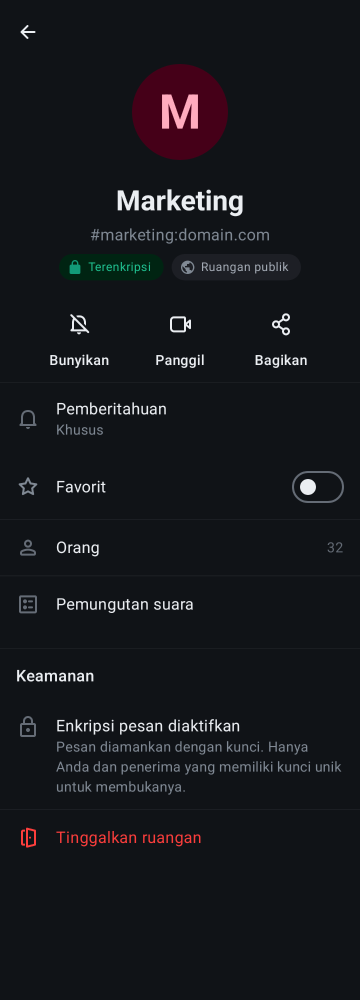 M
Marketing
#marketing:domain.com
Terenkripsi
Ruangan publik
Bunyikan
Panggil
Bagikan
Pemberitahuan
Khusus
Favorit
Orang
32
Pemungutan suara
Keamanan
Enkripsi pesan diaktifkan
Pesan diamankan dengan kunci. Hanya
Anda dan penerima yang memiliki kunci unik
untuk membukanya.
Tinggalkan ruangan